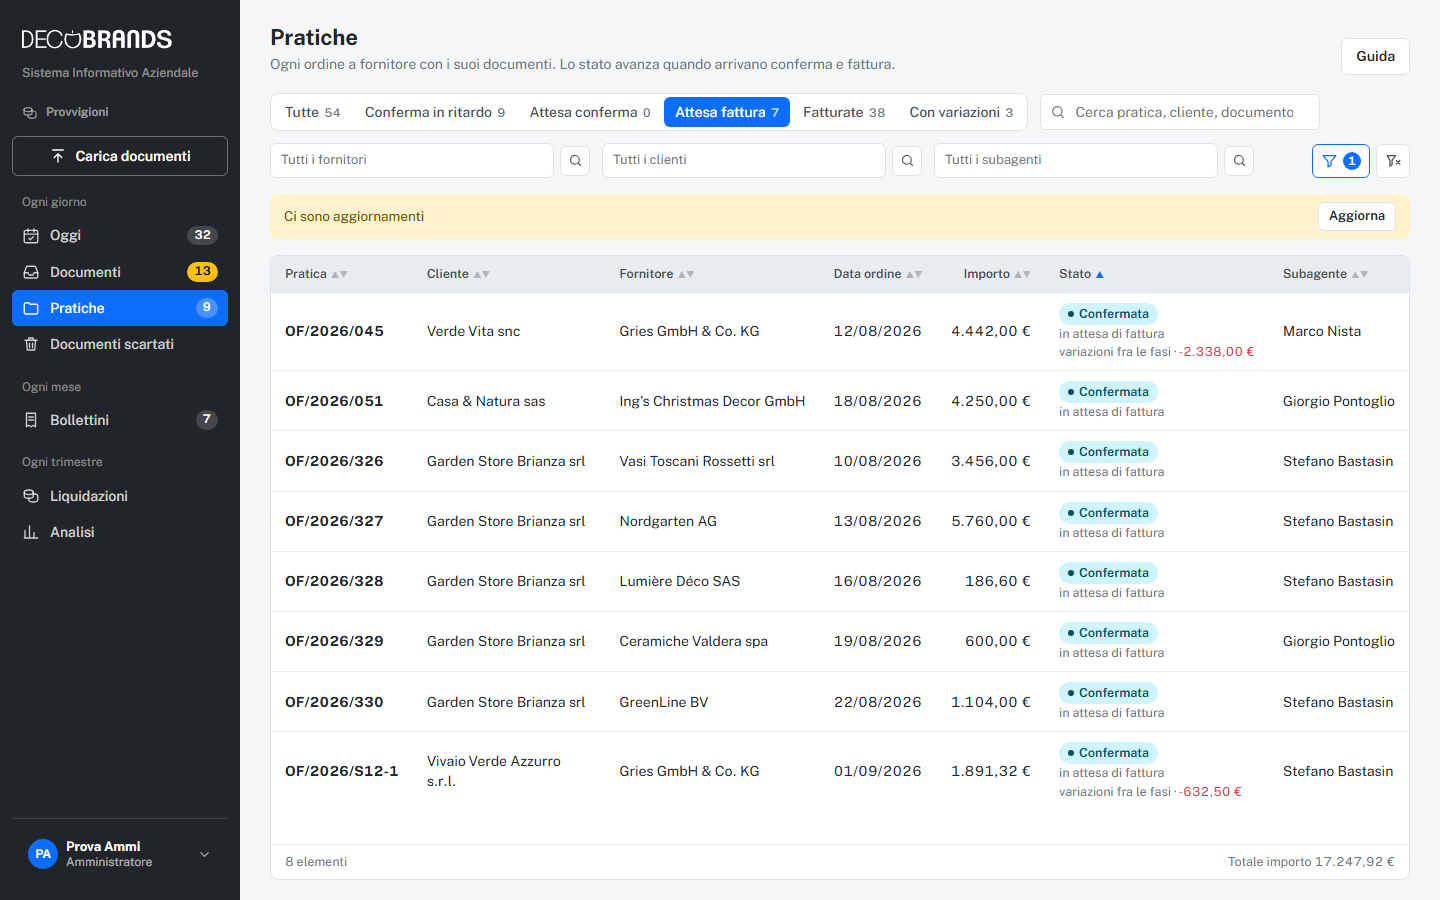 DECOBRANDS
Sistema Informativo Aziendale
Provvigioni
Carica documenti
Ogni giorno
Oggi 32
Documenti 13
Pratiche 9
Documenti scartati
Ogni mese
Bollettini 7
Ogni trimestre
Liquidazioni
Analisi
PA
Prova Ammi
Amministratore
Pratiche
Ogni ordine a fornitore con i suoi documenti. Lo stato avanza quando arrivano conferma e fattura.
Guida
Tutte 54 Conferma in ritardo 9 Attesa conferma 0 Attesa fattura 7 Fatturate 38 Con variazioni 3 Cerca pratica, cliente, documento
Tutti i fornitori Tutti i clienti Tutti i subagenti 1
Ci sono aggiornamenti Aggiorna
Pratica Cliente Fornitore Data ordine Importo Stato Subagente
OF/2026/045 Verde Vita snc Gries GmbH & Co. KG 12/08/2026 4.442,00 € Confermata Marco Nista
in attesa di fattura
variazioni fra le fasi · -2.338,00 €
OF/2026/051 Casa & Natura sas Ing's Christmas Decor GmbH 18/08/2026 4.250,00 € Confermata Giorgio Pontoglio
in attesa di fattura
OF/2026/326 Garden Store Brianza srl Vasi Toscani Rossetti srl 10/08/2026 3.456,00 € Confermata Stefano Bastasin
in attesa di fattura
OF/2026/327 Garden Store Brianza srl Nordgarten AG 13/08/2026 5.760,00 € Confermata Stefano Bastasin
in attesa di fattura
OF/2026/328 Garden Store Brianza srl Lumière Déco SAS 16/08/2026 186,60 € Confermata Stefano Bastasin
in attesa di fattura
OF/2026/329 Garden Store Brianza srl Ceramiche Valdera spa 19/08/2026 600,00 € Confermata Giorgio Pontoglio
in attesa di fattura
OF/2026/330 Garden Store Brianza srl GreenLine BV 22/08/2026 1.104,00 € Confermata Stefano Bastasin
in attesa di fattura
OF/2026/S12-1 Vivaio Verde Azzurro s.r.l. Gries GmbH & Co. KG 01/09/2026 1.891,32 € Confermata Stefano Bastasin
in attesa di fattura
variazioni fra le fasi · -632,50 €
8 elementi Totale importo 17.247,92 €